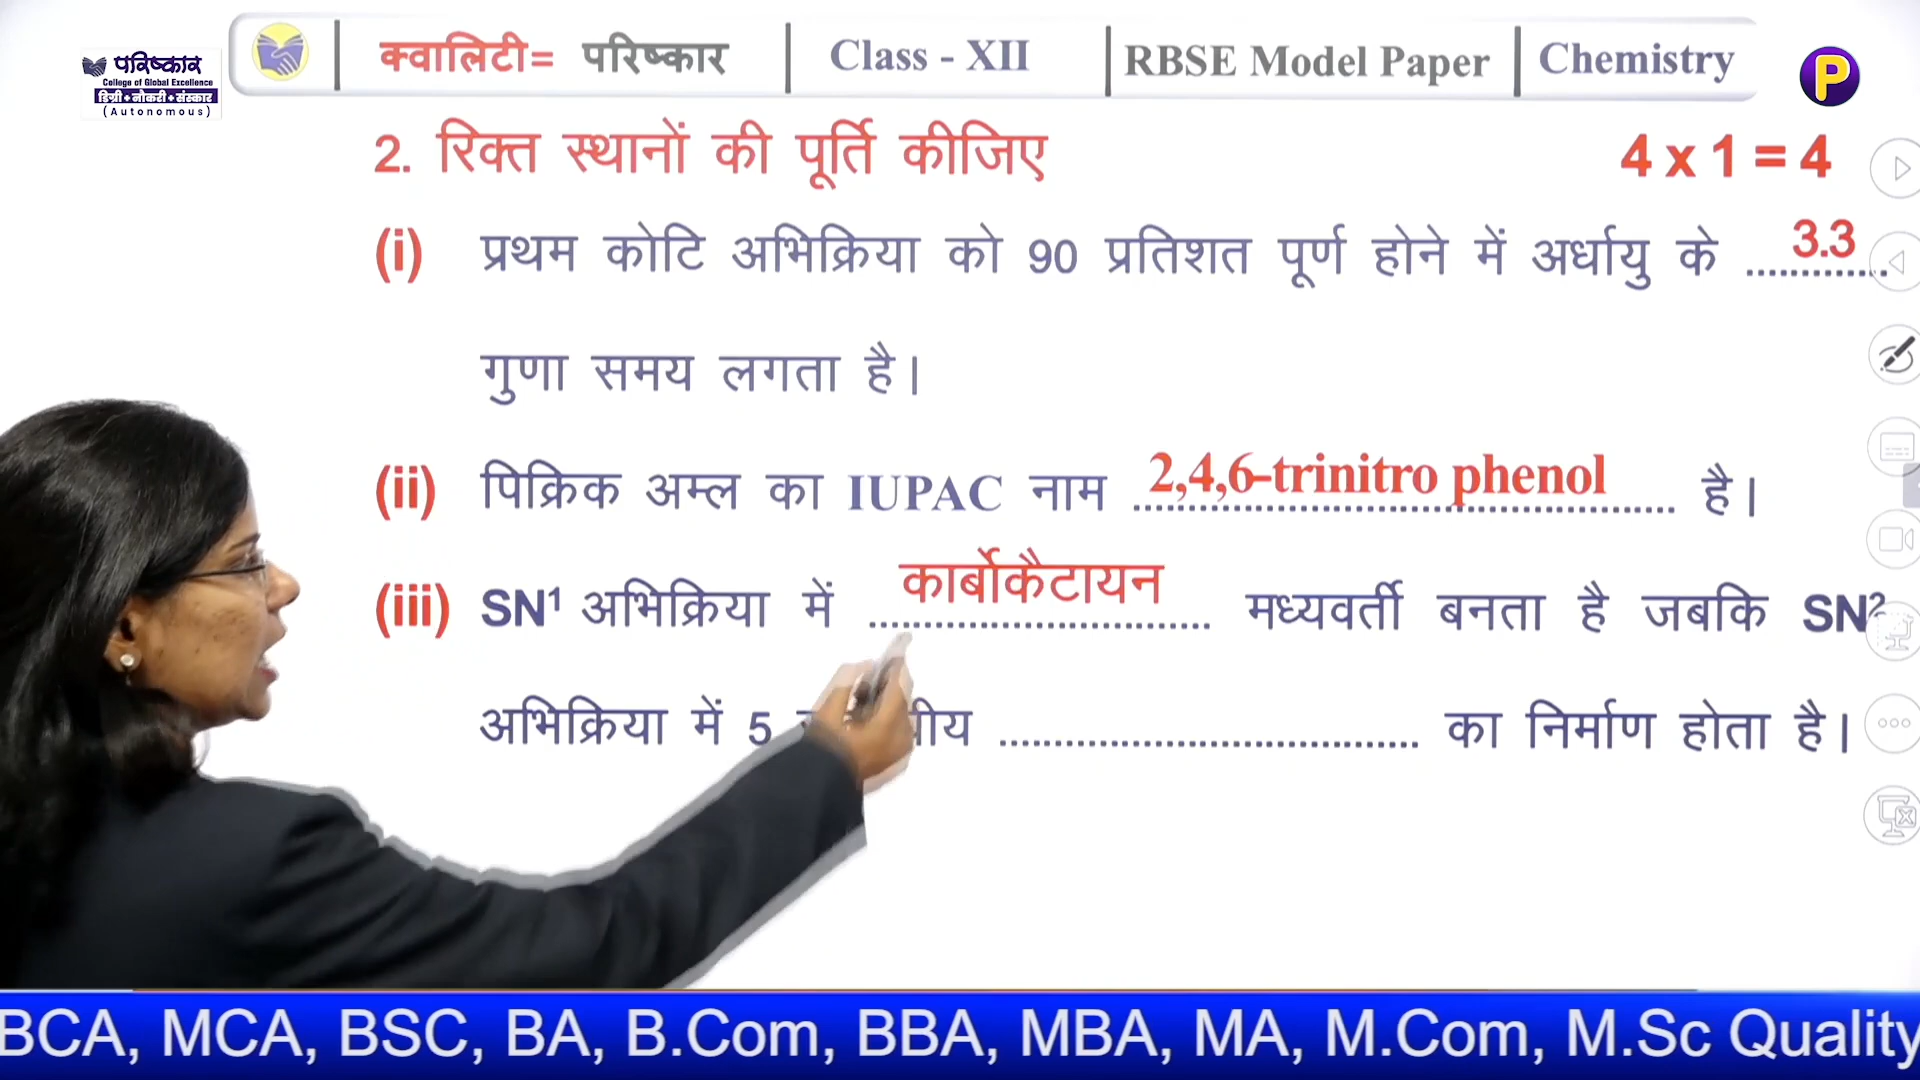 परिष्कार
College of Global Excellence
डिग्री + नौकरी + संस्कार
(Autonomous)
क्वालिटी= परिष्कार
Class - XII
RBSE Model Paper
Chemistry
P
2. रिक्त स्थानों की पूर्ति कीजिए 4 x 1 = 4
(i) प्रथम कोटि अभिक्रिया को 90 प्रतिशत पूर्ण होने में अर्धायु के 3.3
गुणा समय लगता है।
(ii) पिक्रिक अम्ल का IUPAC नाम 2,4,6-trinitro phenol है।
(iii) SN¹ अभिक्रिया में कार्बोकैटायन मध्यवर्ती बनता है जबकि SN²
अभिक्रिया में 5 .................... का निर्माण होता है।
BCA, MCA, BSC, BA, B.Com, BBA, MBA, MA, M.Com, M.Sc Quality